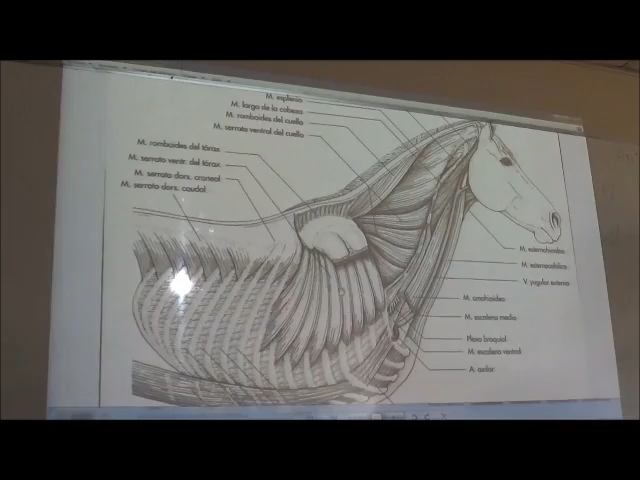 M. esplenio
M. largo de la cabeza
M. romboides del cuello
M. serrato ventral del cuello
M. romboides del tórax
M. serrato ventr. del tórax
M. serrato dors. craneal
M. serrato dors. caudal
M. esternohioideo
M. esternocefálico
V. yugular externa
M. omohioideo
M. escaleno medio
Plexo braquial
M. escaleno ventral
A. axilar